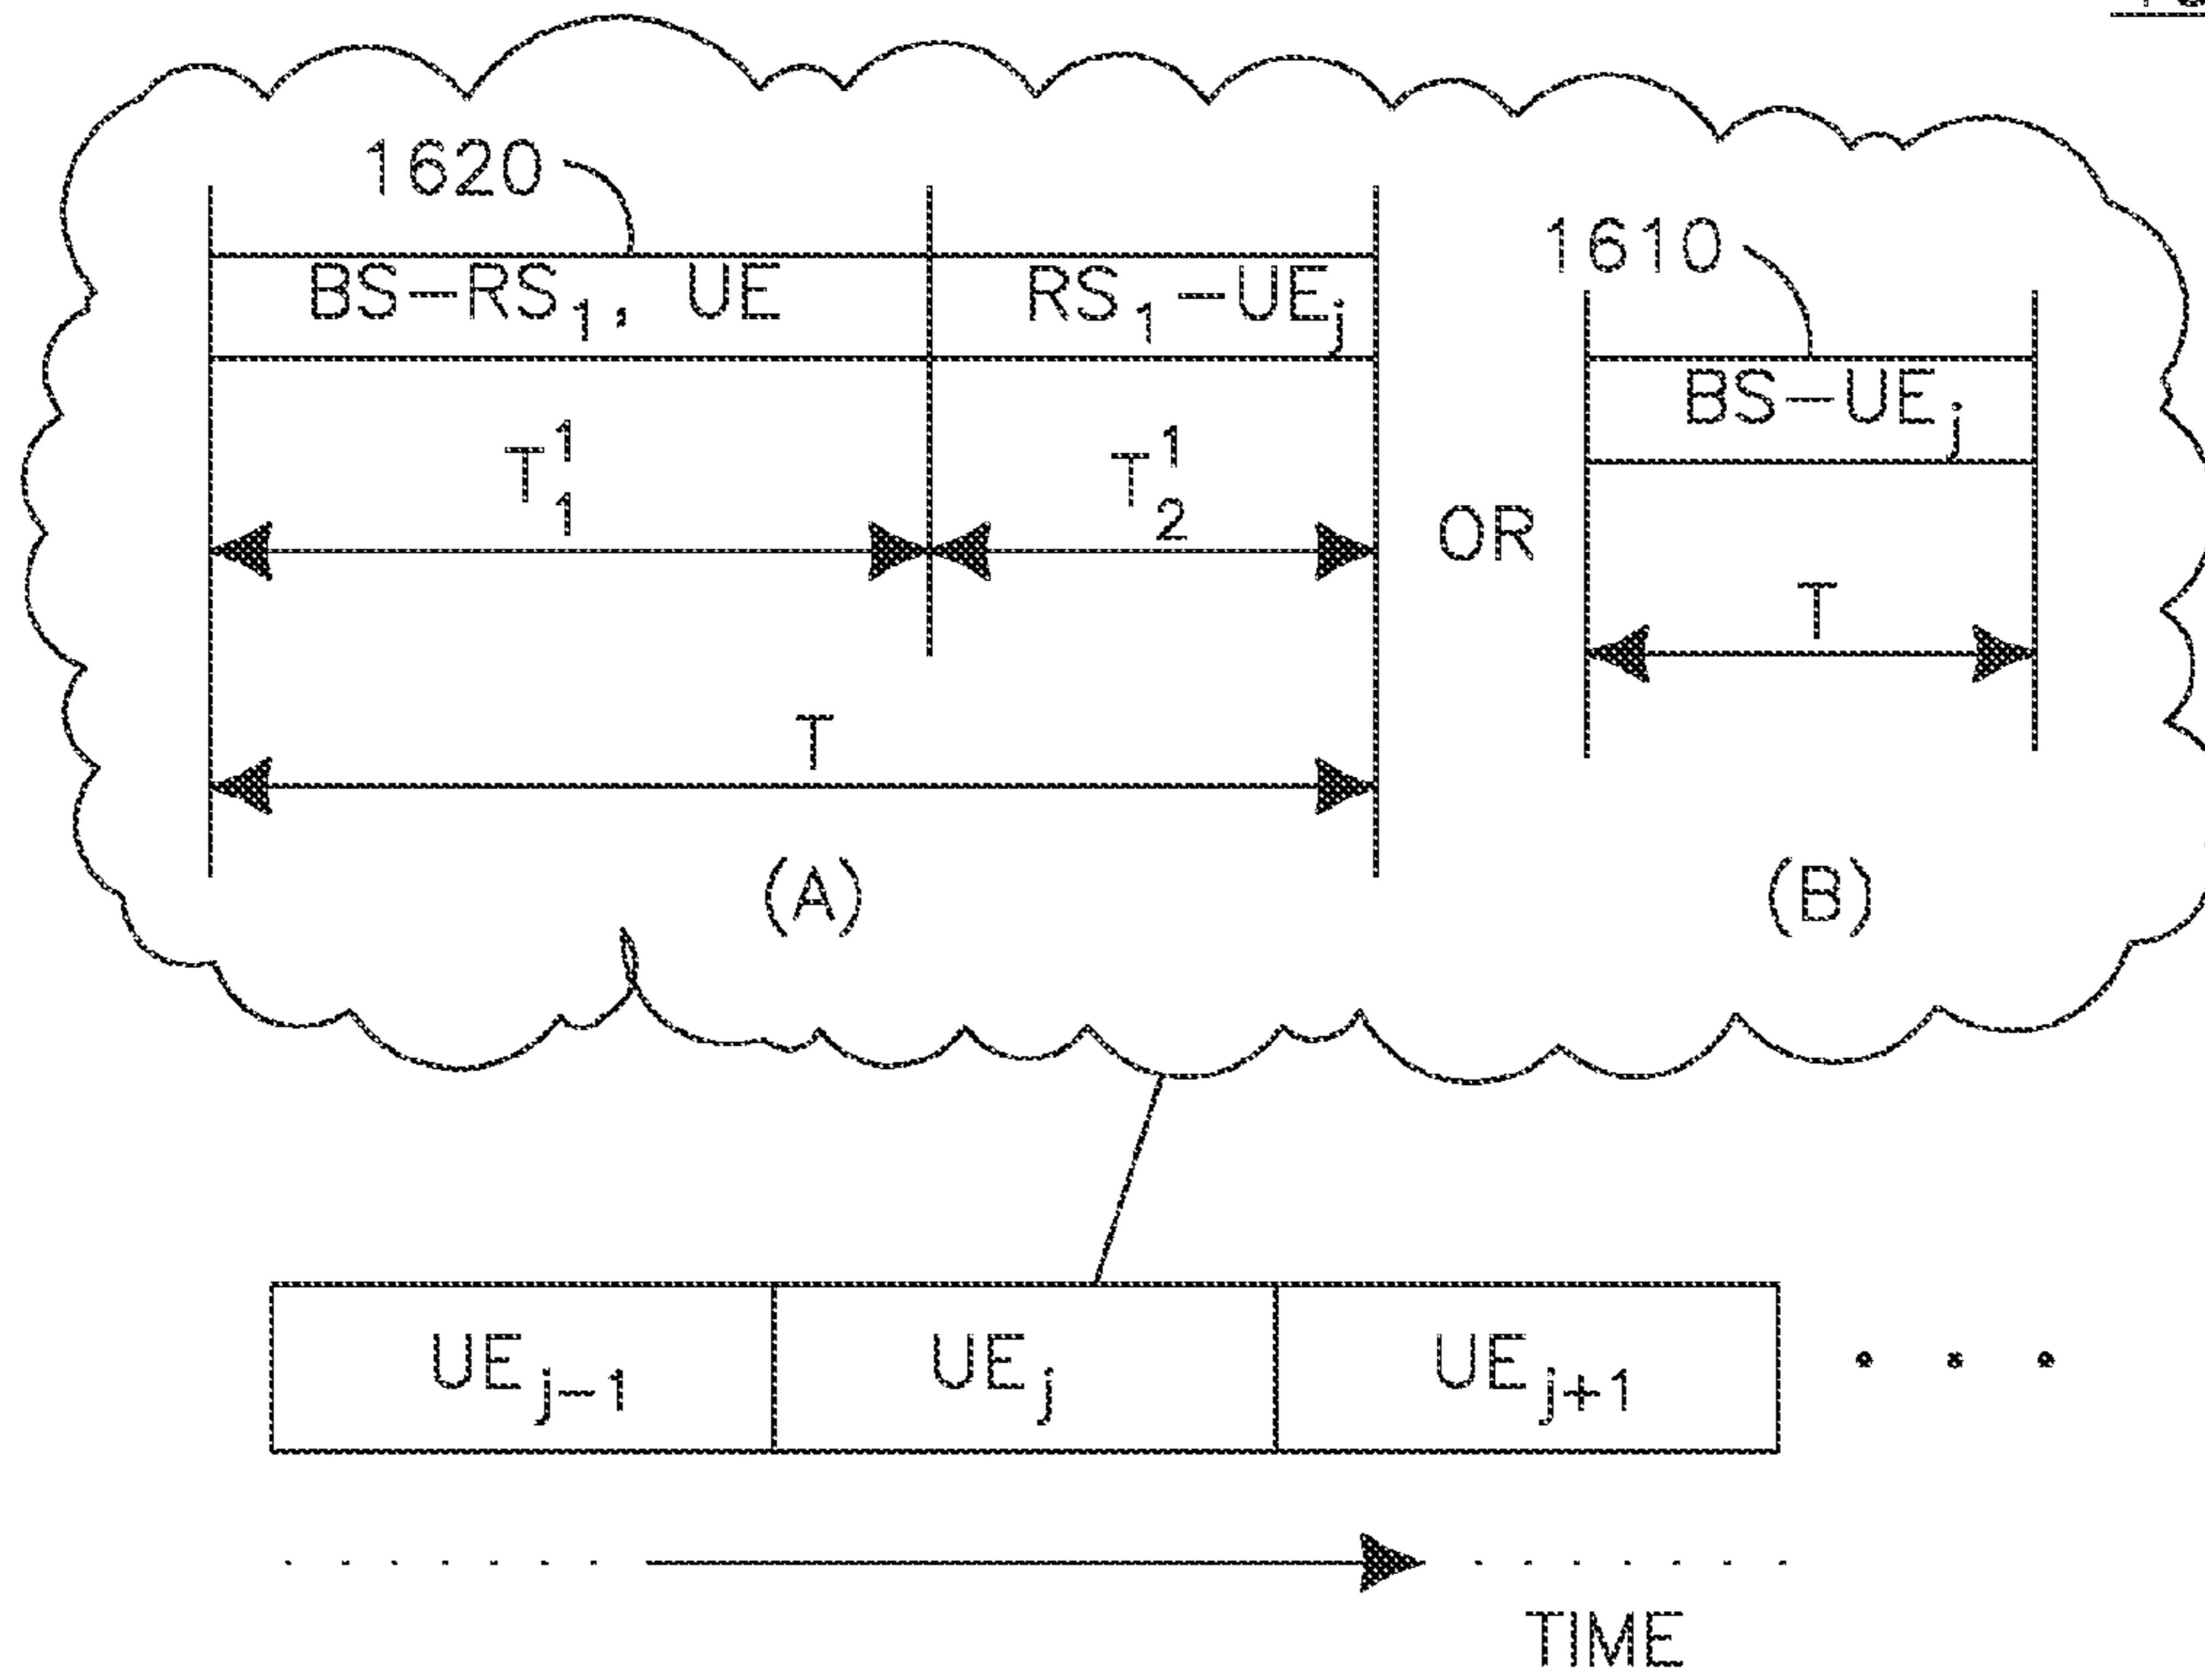 1620
BS-RS₁, UE
RS₁-UEⱼ
1610
BS-UEⱼ
T¹₁
T¹₂
OR
T
T
(A)
(B)
UEⱼ₋₁
UEⱼ
UEⱼ₊₁
• • •
TIME